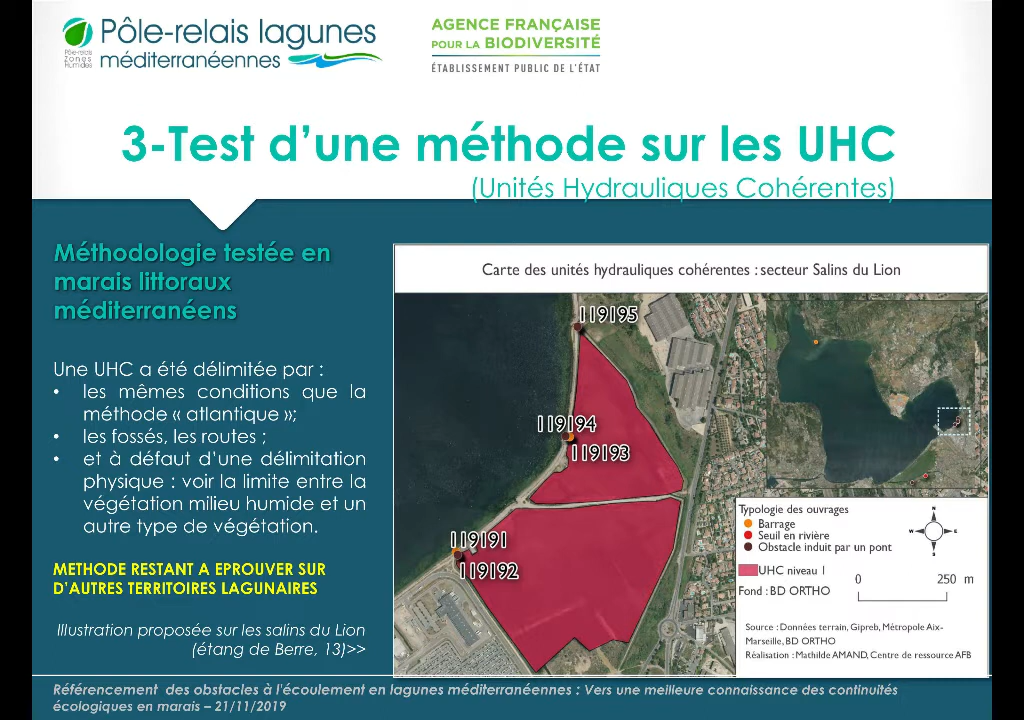 Pôle-relais lagunes
méditerranéennes
Pôle-relais
Zones
Humides
AGENCE FRANÇAISE
POUR LA BIODIVERSITÉ
ÉTABLISSEMENT PUBLIC DE L'ÉTAT
3-Test d'une méthode sur les UHC
(Unités Hydrauliques Cohérentes)
Méthodologie testée en
marais littoraux
méditerranéens
Une UHC a été délimitée par :
• les mêmes conditions que la
méthode « atlantique »;
• les fossés, les routes ;
• et à défaut d'une délimitation
physique : voir la limite entre la
végétation milieu humide et un
autre type de végétation.
METHODE RESTANT A EPROUVER SUR
D'AUTRES TERRITOIRES LAGUNAIRES
Illustration proposée sur les salins du Lion
(étang de Berre, 13)>>
Carte des unités hydrauliques cohérentes : secteur Salins du Lion
119195
119194
119193
119191
119192
Typologie des ouvrages
Barrage
Seuil en rivière
Obstacle induit par un pont
UHC niveau 1
Fond : BD ORTHO
N
W E
S
0 250 m
Source : Données terrain, Gipreb, Métropole Aix-
Marseille, BD ORTHO
Réalisation : Mathilde AMAND, Centre de ressource AFB
Référencement des obstacles à l'écoulement en lagunes méditerranéennes : Vers une meilleure connaissance des continuités
écologiques en marais – 21/11/2019